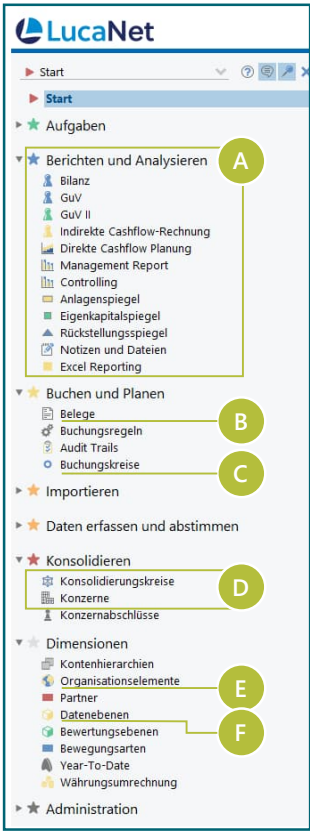 LucaNet
Start
Start
Aufgaben
Berichten und Analysieren
A
Bilanz
GuV
GuV II
Indirekte Cashflow-Rechnung
Direkte Cashflow Planung
Management Report
Controlling
Anlagenspiegel
Eigenkapitalspiegel
Rückstellungsspiegel
Notizen und Dateien
Excel Reporting
Buchen und Planen
Belege
B
Buchungsregeln
Audit Trails
Buchungskreise
C
Importieren
Daten erfassen und abstimmen
Konsolidieren
Konsolidierungskreise
D
Konzerne
Konzernabschlüsse
Dimensionen
Kontenhierarchien
Organisationselemente
E
Partner
Datenebenen
F
Bewertungsebenen
Bewegungsarten
Year-To-Date
Währungsumrechnung
Administration